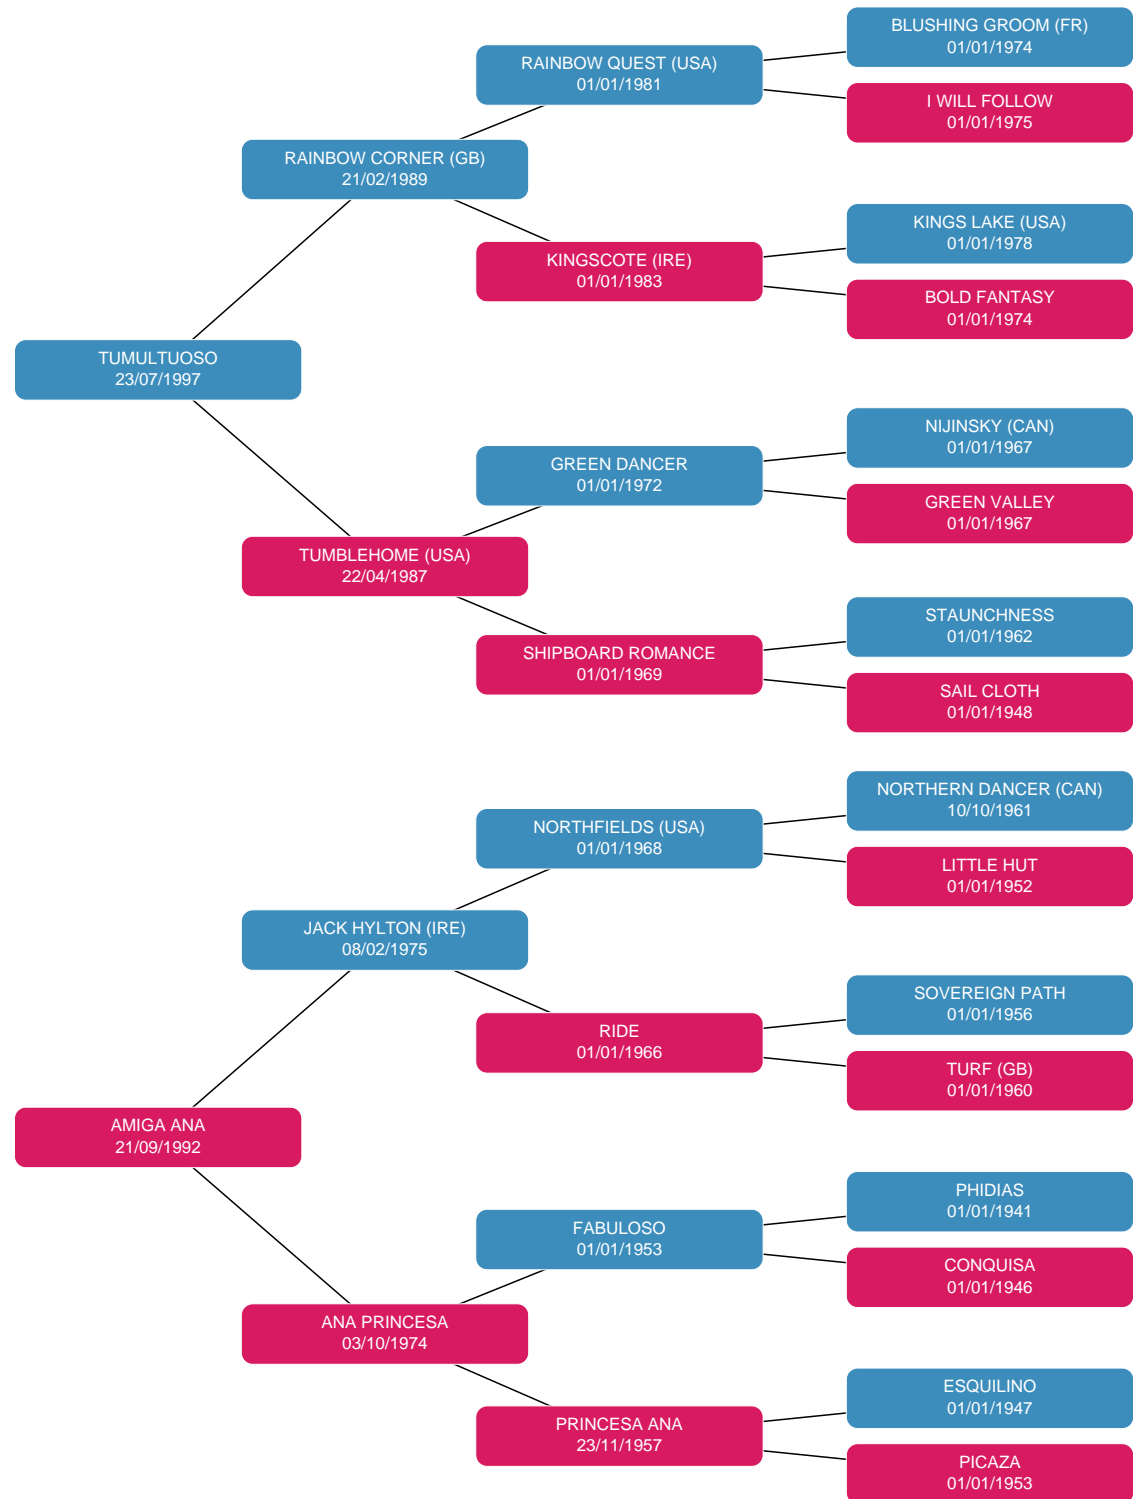 BLUSHING GROOM (FR)
01/01/1974
RAINBOW QUEST (USA)
01/01/1981
I WILL FOLLOW
01/01/1975
RAINBOW CORNER (GB)
21/02/1989
KINGS LAKE (USA)
01/01/1978
KINGSCOTE (IRE)
01/01/1983
BOLD FANTASY
01/01/1974
TUMULTUOSO
23/07/1997
NIJINSKY (CAN)
01/01/1967
GREEN DANCER
01/01/1972
GREEN VALLEY
01/01/1967
TUMBLEHOME (USA)
22/04/1987
STAUNCHNESS
01/01/1962
SHIPBOARD ROMANCE
01/01/1969
SAIL CLOTH
01/01/1948
NORTHERN DANCER (CAN)
10/10/1961
NORTHFIELDS (USA)
01/01/1968
LITTLE HUT
01/01/1952
JACK HYLTON (IRE)
08/02/1975
SOVEREIGN PATH
01/01/1956
RIDE
01/01/1966
TURF (GB)
01/01/1960
AMIGA ANA
21/09/1992
PHIDIAS
01/01/1941
FABULOSO
01/01/1953
CONQUISA
01/01/1946
ANA PRINCESA
03/10/1974
ESQUILINO
01/01/1947
PRINCESA ANA
23/11/1957
PICAZA
01/01/1953